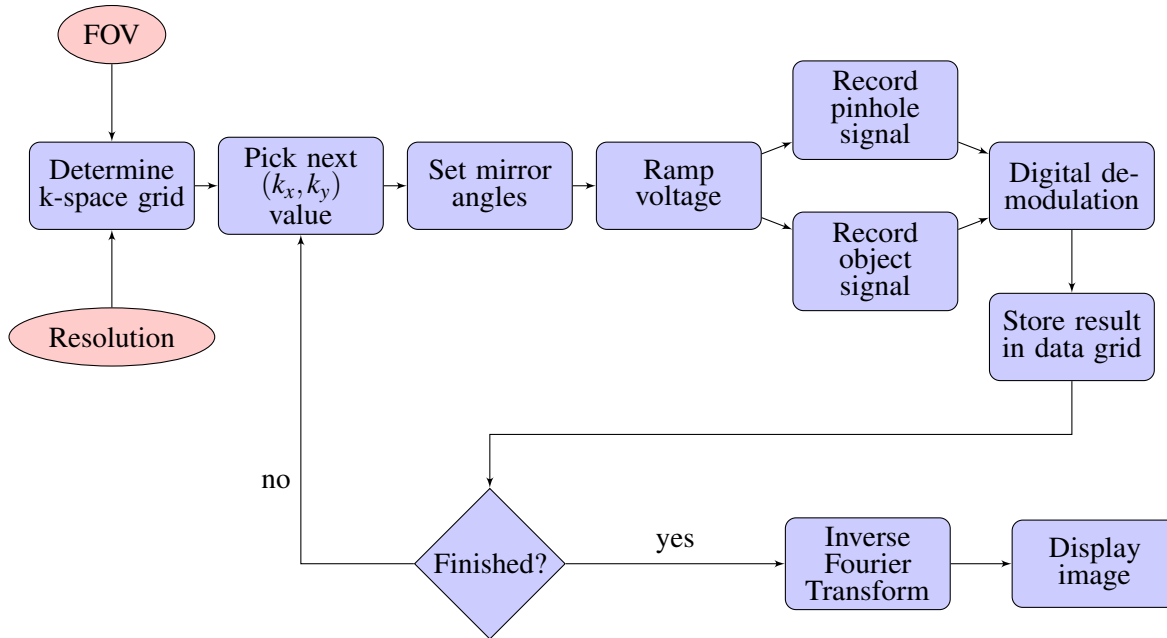 FOV
Determine
k-space grid
Resolution
Pick next
(k_x, k_y)
value
Set mirror
angles
Ramp
voltage
Record
pinhole
signal
Record
object
signal
Digital de-
modulation
Store result
in data grid
no
Finished?
yes
Inverse
Fourier
Transform
Display
image